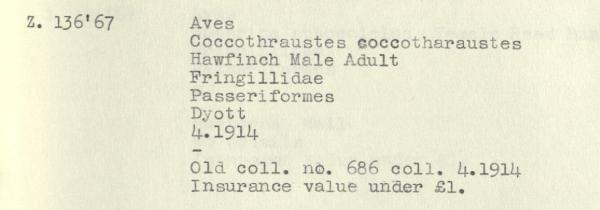 Z. 136'67 Aves
Coccothraustes coccotharaustes
Hawfinch Male Adult
Fringillidae
Passeriformes
Dyott
4.1914
-
Old coll. no. 686 coll. 4.1914
Insurance value under £1.